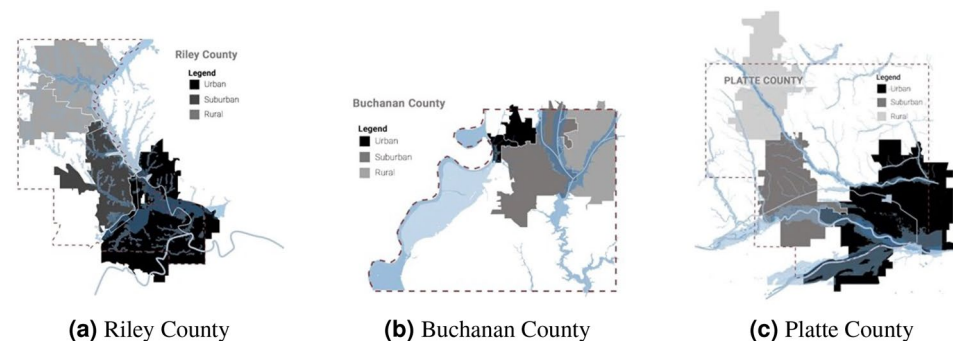 Riley County
Legend
Urban
Suburban
Rural
Buchanan County
Legend
Urban
Suburban
Rural
PLATTE COUNTY
Legend
Urban
Suburban
Rural
(a) Riley County
(b) Buchanan County
(c) Platte County